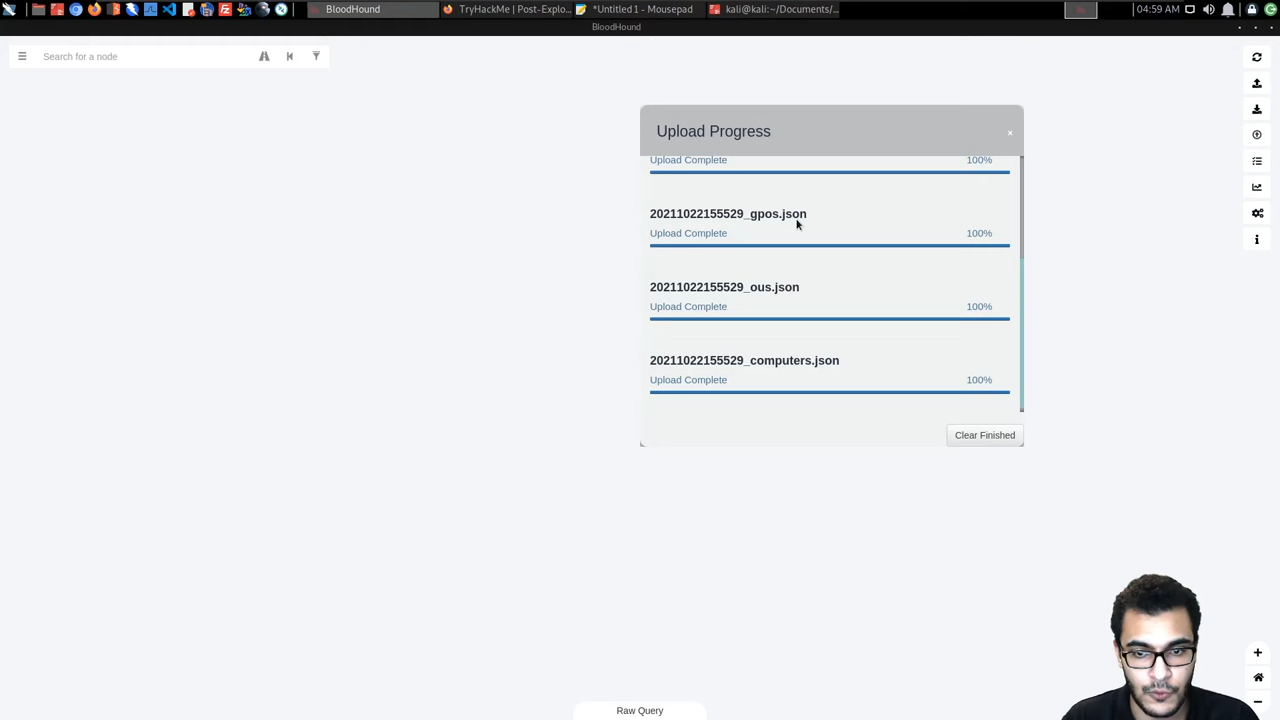 BloodHound
TryHackMe | Post-Explo...
*Untitled 1 - Mousepad
kali@kali:~/Documents/...
04:59 AM
BloodHound
Search for a node
Upload Progress
×
Upload Complete 100%
20211022155529_gpos.json
Upload Complete 100%
20211022155529_ous.json
Upload Complete 100%
20211022155529_computers.json
Upload Complete 100%
Clear Finished
Raw Query